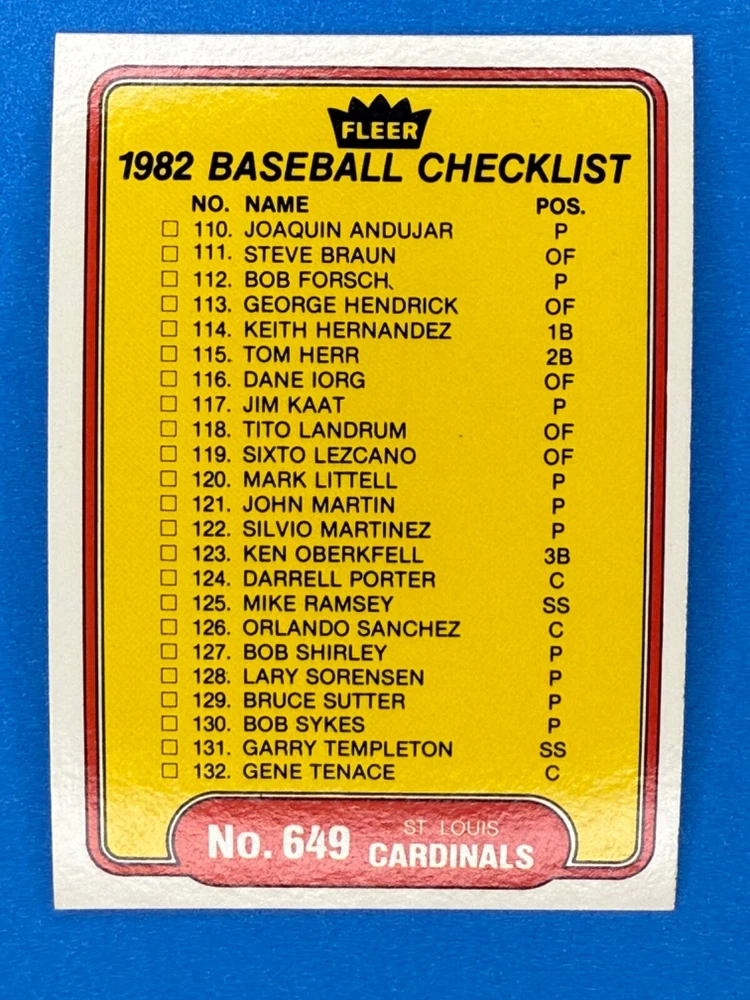 FLEER
1982 BASEBALL CHECKLIST
NO. NAME POS.
110. JOAQUIN ANDUJAR P
111. STEVE BRAUN OF
112. BOB FORSCH P
113. GEORGE HENDRICK OF
114. KEITH HERNANDEZ 1B
115. TOM HERR 2B
116. DANE IORG OF
117. JIM KAAT P
118. TITO LANDRUM OF
119. SIXTO LEZCANO OF
120. MARK LITTELL P
121. JOHN MARTIN P
122. SILVIO MARTINEZ P
123. KEN OBERKFELL 3B
124. DARRELL PORTER C
125. MIKE RAMSEY SS
126. ORLANDO SANCHEZ C
127. BOB SHIRLEY P
128. LARY SORENSEN P
129. BRUCE SUTTER P
130. BOB SYKES P
131. GARRY TEMPLETON SS
132. GENE TENACE C
No. 649 ST. LOUIS
CARDINALS